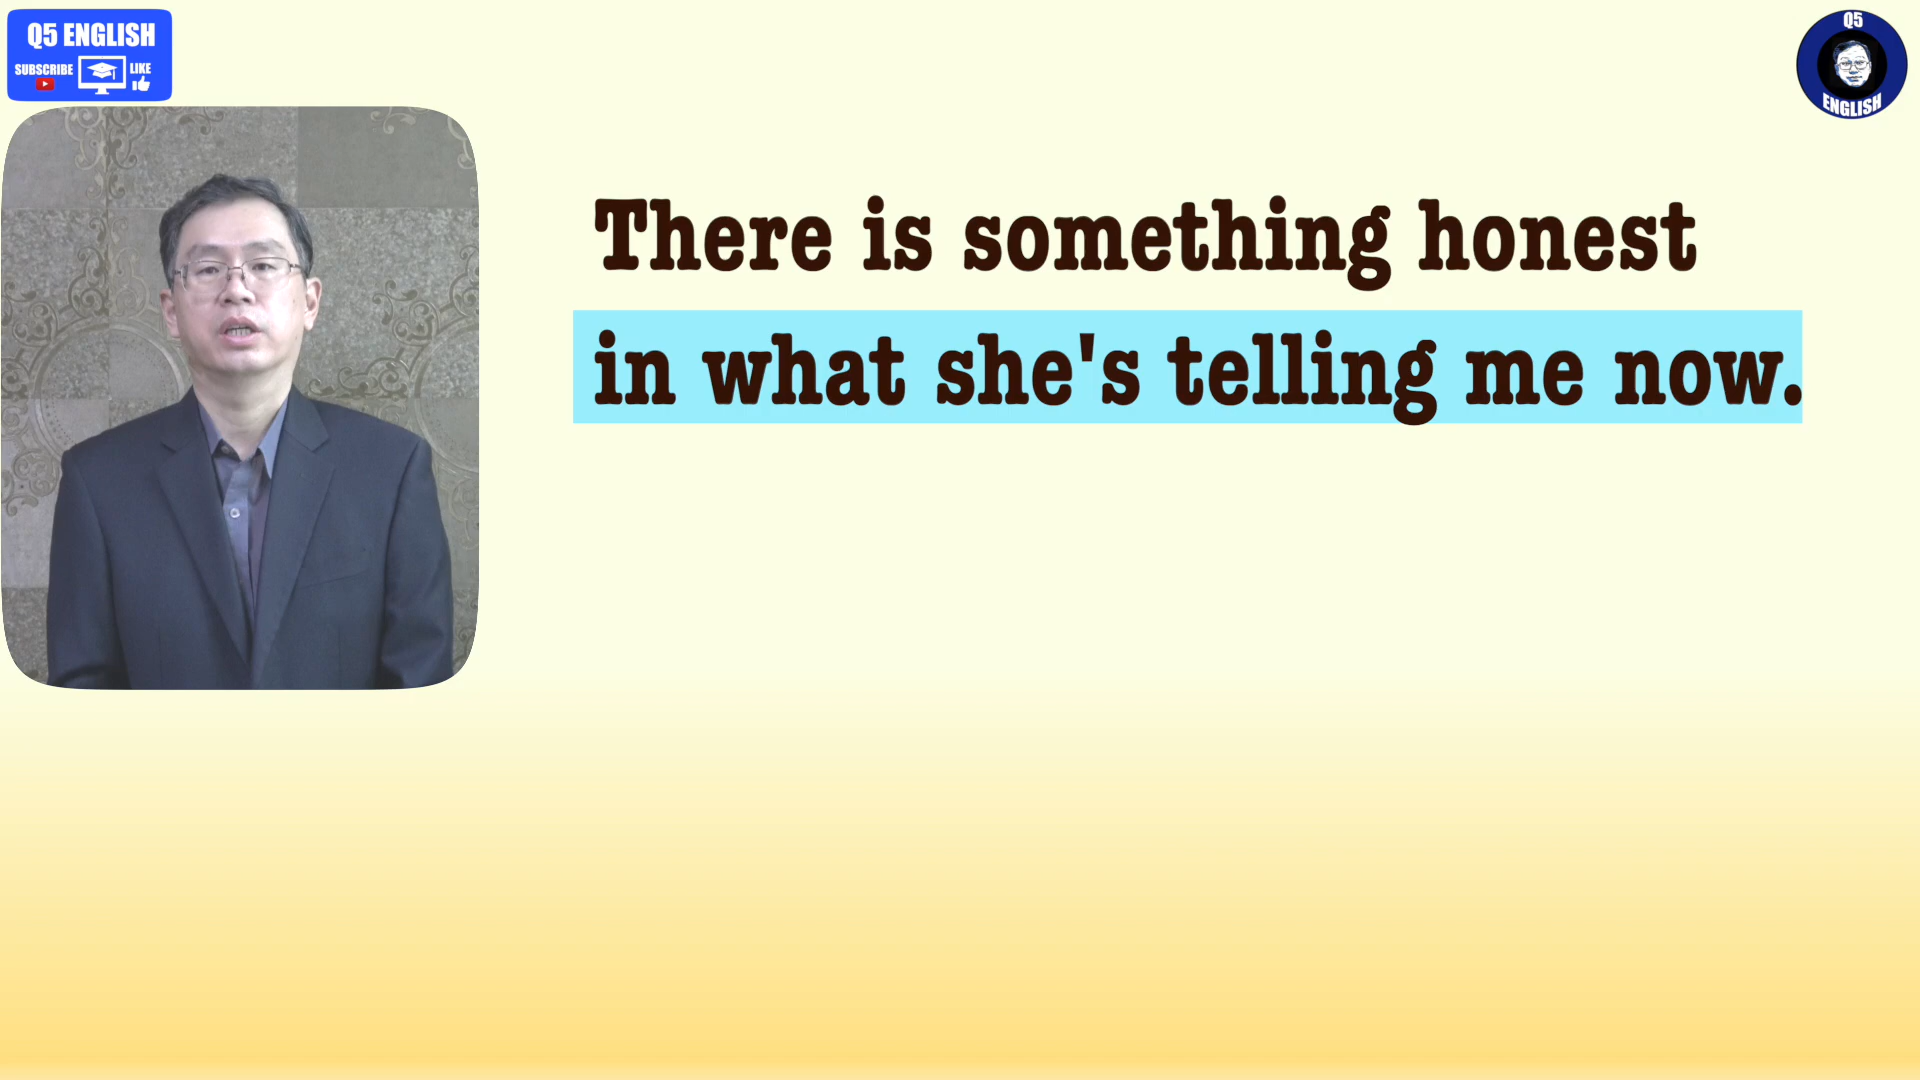 Q5 ENGLISH
SUBSCRIBE
LIKE
Q5
ENGLISH
There is something honest
in what she's telling me now.